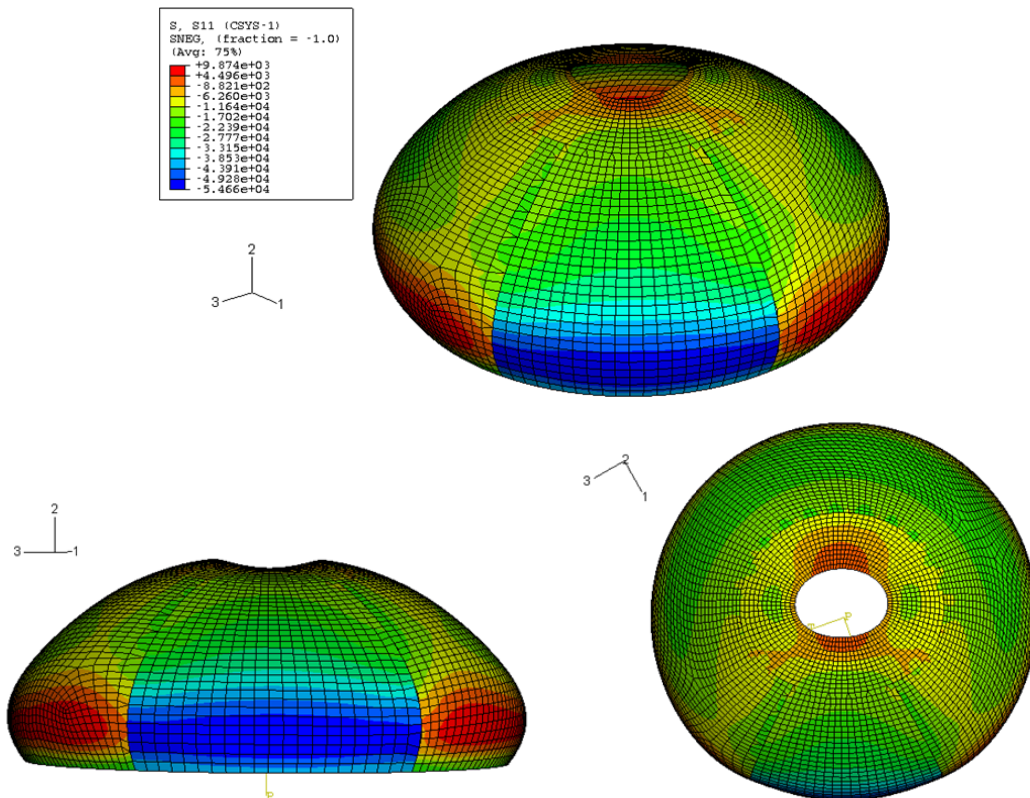 S, S11 (CSYS-1)
SNEG, (fraction = -1.0)
(Avg: 75%)
+9.874e+03
+4.496e+03
-8.821e+02
-6.260e+03
-1.164e+04
-1.702e+04
-2.239e+04
-2.777e+04
-3.315e+04
-3.853e+04
-4.391e+04
-4.928e+04
-5.466e+04
2
3
1
2
3
1
2
3
-1